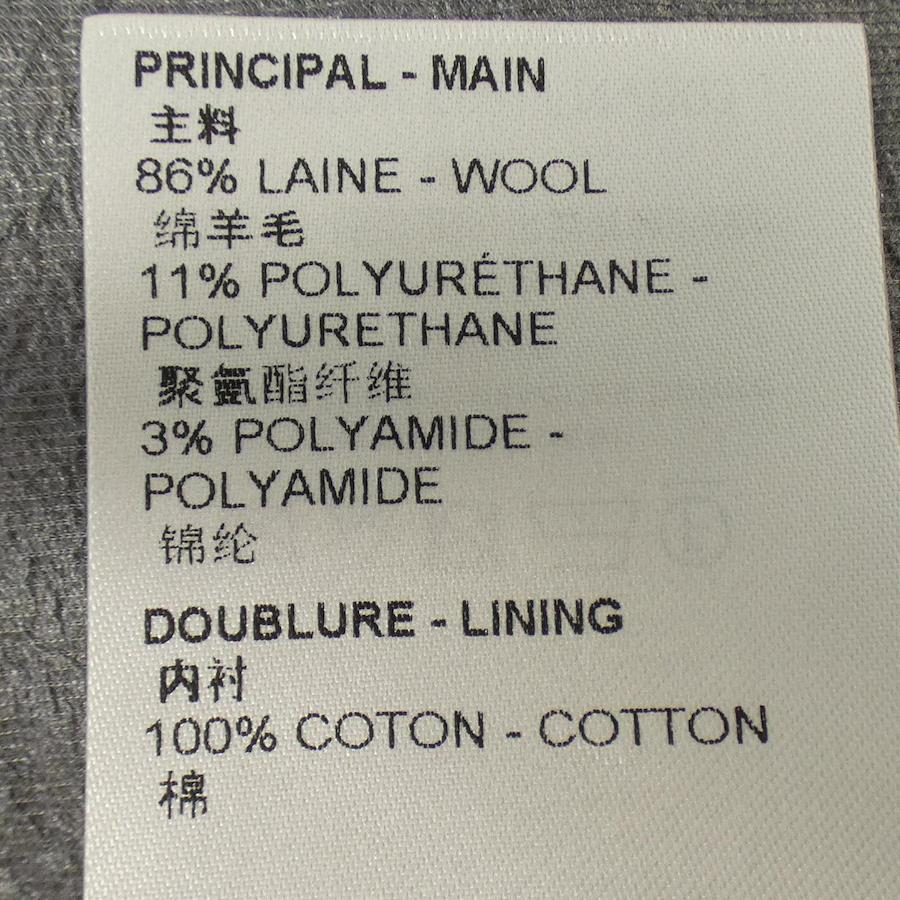 PRINCIPAL - MAIN
主料
86% LAINE - WOOL
绵羊毛
11% POLYURÉTHANE -
POLYURETHANE
聚氨酯纤维
3% POLYAMIDE -
POLYAMIDE
锦纶
DOUBLURE - LINING
内衬
100% COTON - COTTON
棉